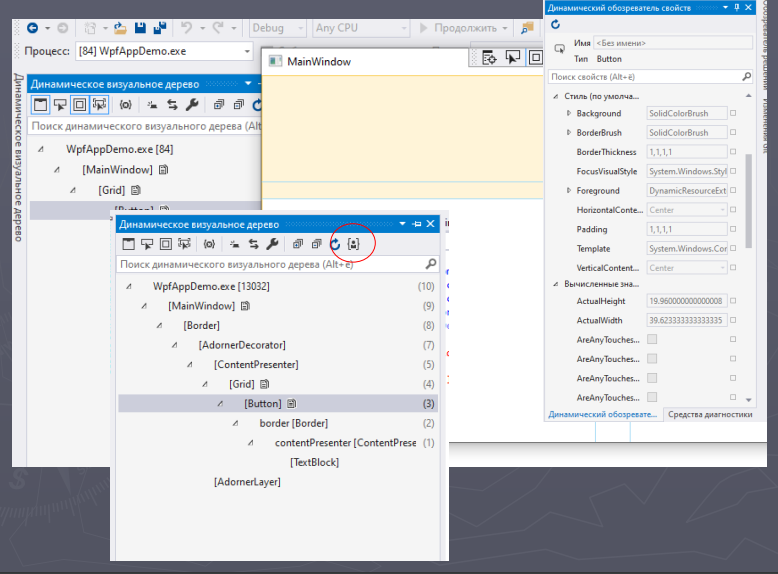 Debug
Any CPU
Продолжить
Процесс:
[84] WpfAppDemo.exe
Динамическое визуальное дерево
Динамическое визуальное дерево
Поиск динамического визуального дерева (Alt
WpfAppDemo.exe [84]
[MainWindow]
[Grid]
[Button]
MainWindow
Динамическое визуальное дерево
Поиск динамического визуального дерева (Alt+ё)
WpfAppDemo.exe [13032] (10)
[MainWindow] (9)
[Border] (8)
[AdornerDecorator] (7)
[ContentPresenter] (5)
[Grid] (4)
[Button] (3)
border [Border] (2)
contentPresenter [ContentPrese (1)
[TextBlock]
[AdornerLayer]
Динамический обозреватель свойств
Имя <Без имени>
Тип Button
Поиск свойств (Alt+ё)
Стиль (по умолча...
Background SolidColorBrush
BorderBrush SolidColorBrush
BorderThickness 1,1,1,1
FocusVisualStyle System.Windows.Styl
Foreground DynamicResourceExt
HorizontalConte... Center
Padding 1,1,1,1
Template System.Windows.Cor
VerticalContent... Center
Вычисленные зна...
ActualHeight 19.960000000000008
ActualWidth 39.623333333333335
AreAnyTouches...
AreAnyTouches...
AreAnyTouches...
AreAnyTouches...
Динамический обозревате... Средства диагностики